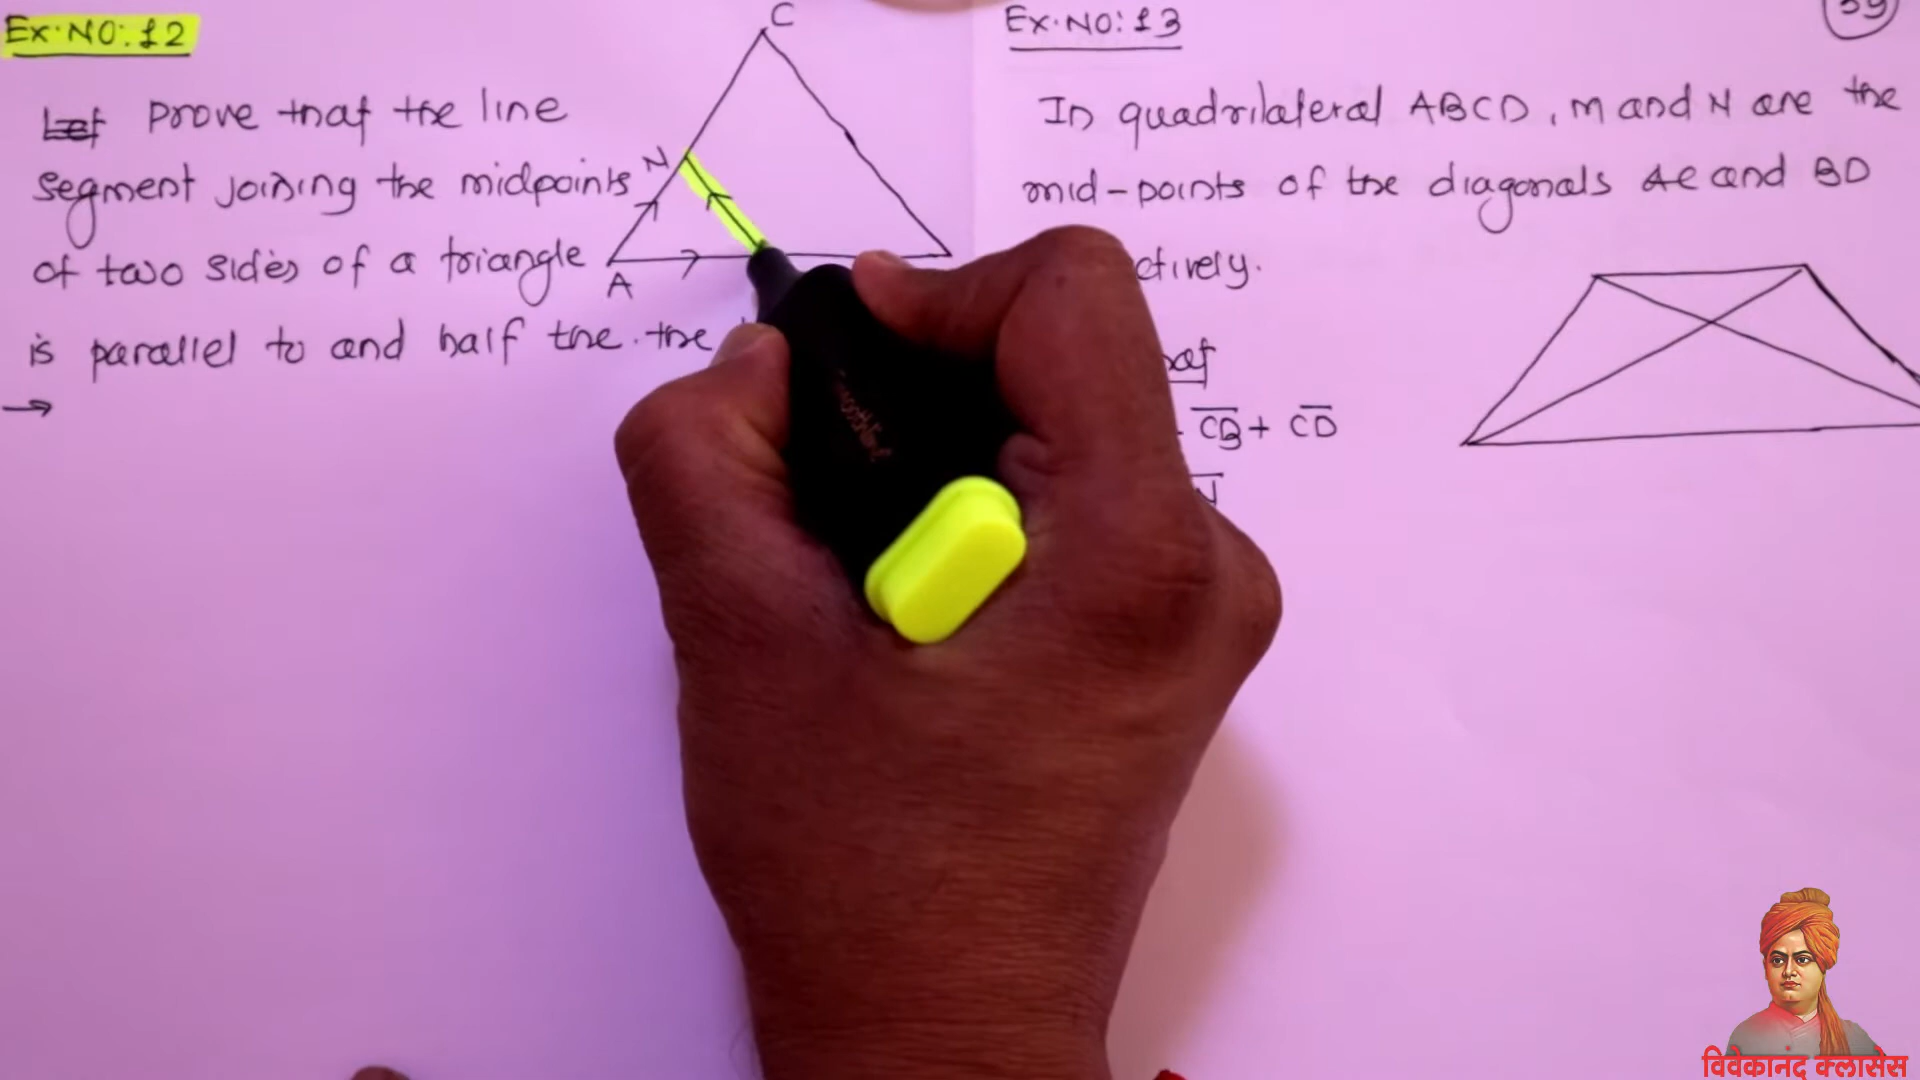 Ex. NO: 12
Let prove that the line
segment joining the midpoints
of two sides of a triangle
is parallel to and half the. the
→
C
N
A
Ex. NO: 13
39
In quadrilateral ABCD, M and N are the
mid-points of the diagonals AC and BD
ctively.
CB + CD
विवेकानंद क्लासेस